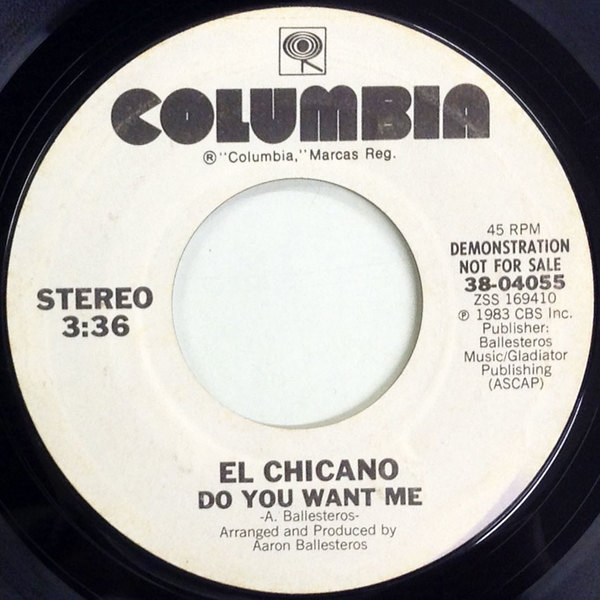 COLUMBIA
® "Columbia," Marcas Reg.
STEREO
3:36
45 RPM
DEMONSTRATION
NOT FOR SALE
38-04055
ZSS 169410
℗ 1983 CBS Inc.
Publisher:
Ballesteros
Music/Gladiator
Publishing
(ASCAP)
EL CHICANO
DO YOU WANT ME
-A. Ballesteros-
Arranged and Produced by
Aaron Ballesteros